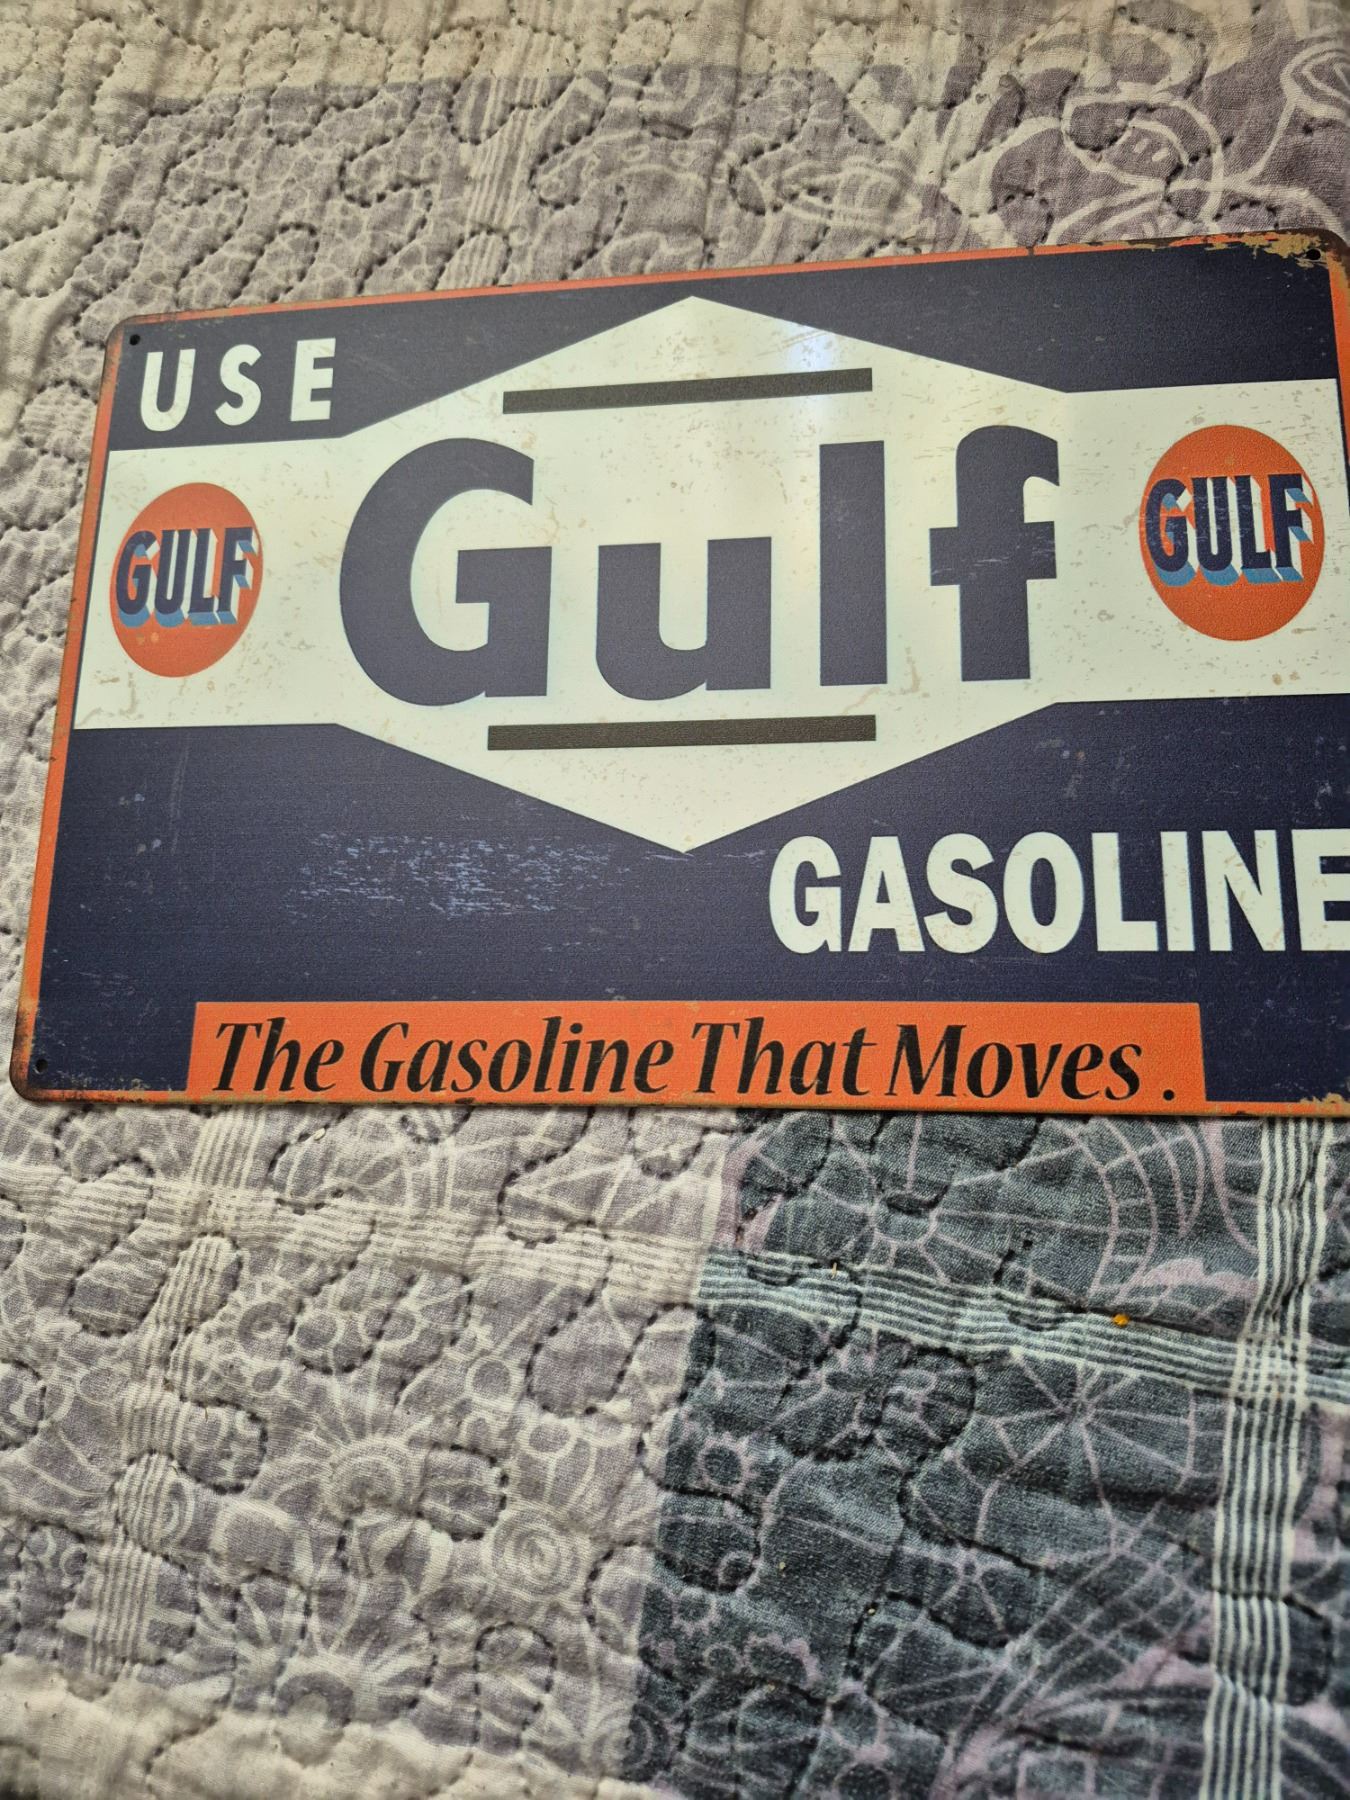 USE
Gulf
GULF
GULF
GASOLINE
The Gasoline That Moves .